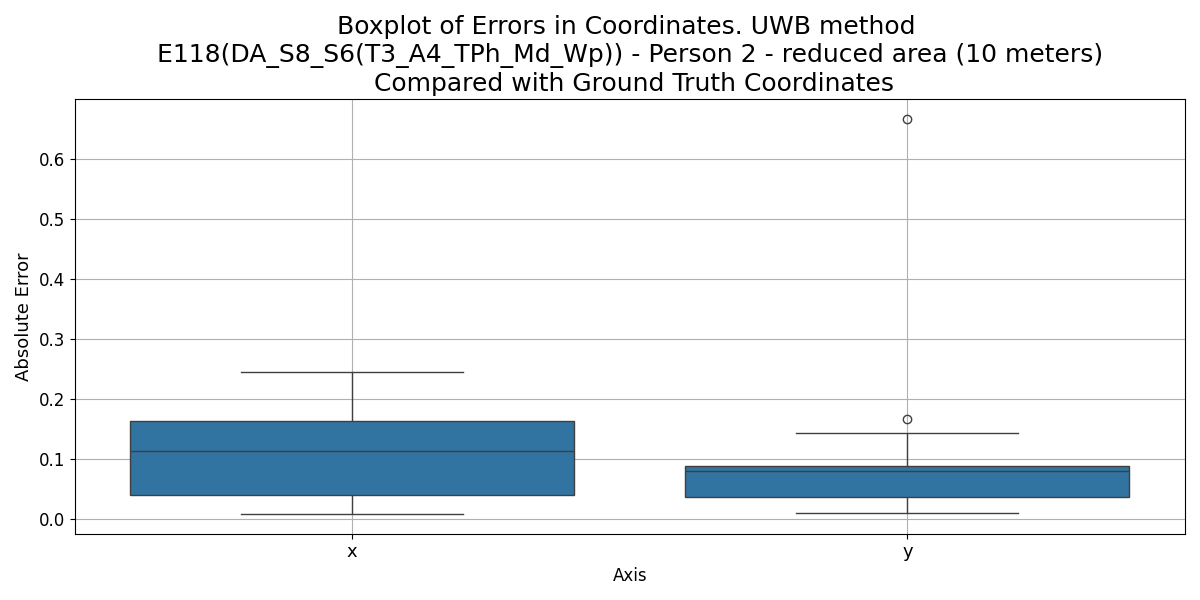 Boxplot of Errors in Coordinates. UWB method
E118(DA_S8_S6(T3_A4_TPh_Md_Wp)) - Person 2 - reduced area (10 meters)
Compared with Ground Truth Coordinates
Absolute Error
0.6
0.5
0.4
0.3
0.2
0.1
0.0
x
y
Axis